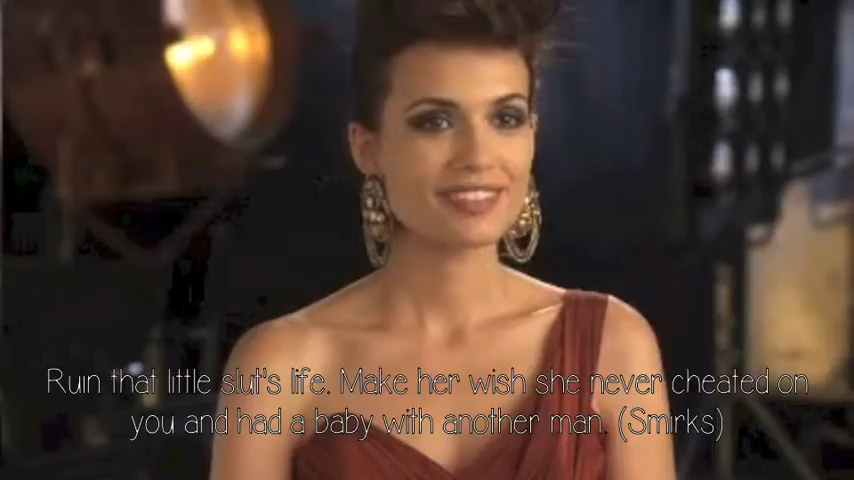 Ruin that little slut's life. Make her wish she never cheated on
you and had a baby with another man. (Smirks)